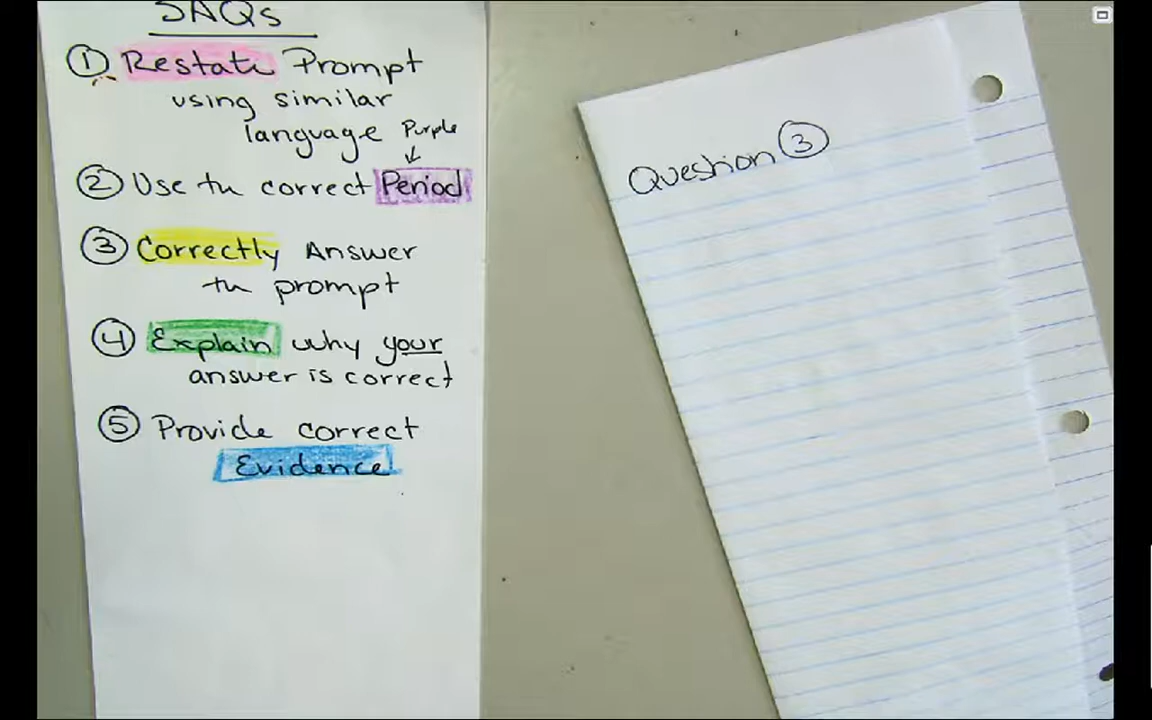 SAQs
① Restate Prompt
using similar
language Purple
② Use the correct Period
③ Correctly Answer
the prompt
④ Explain why your
answer is correct
⑤ Provide correct
Evidence
Question ③